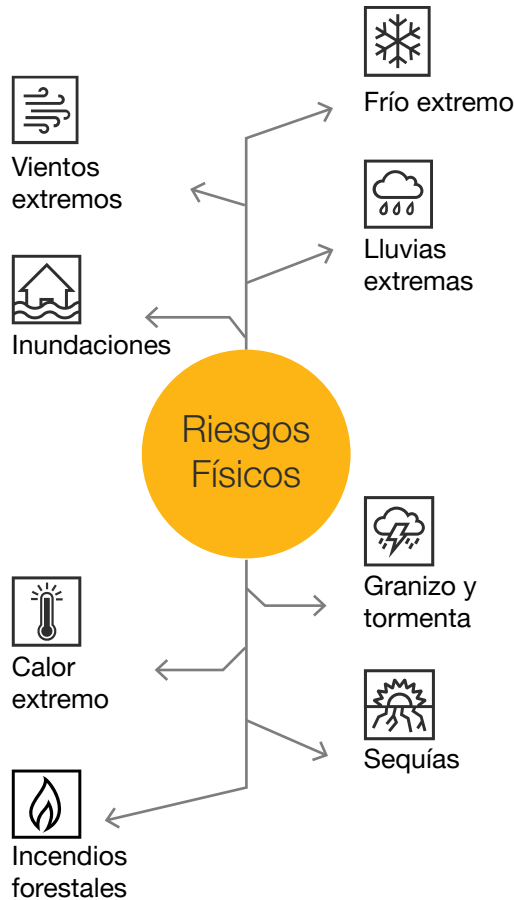 Frío extremo
Vientos
extremos
Lluvias
extremas
Inundaciones
Riesgos
Físicos
Granizo y
tormenta
Calor
extremo
Sequías
Incendios
forestales